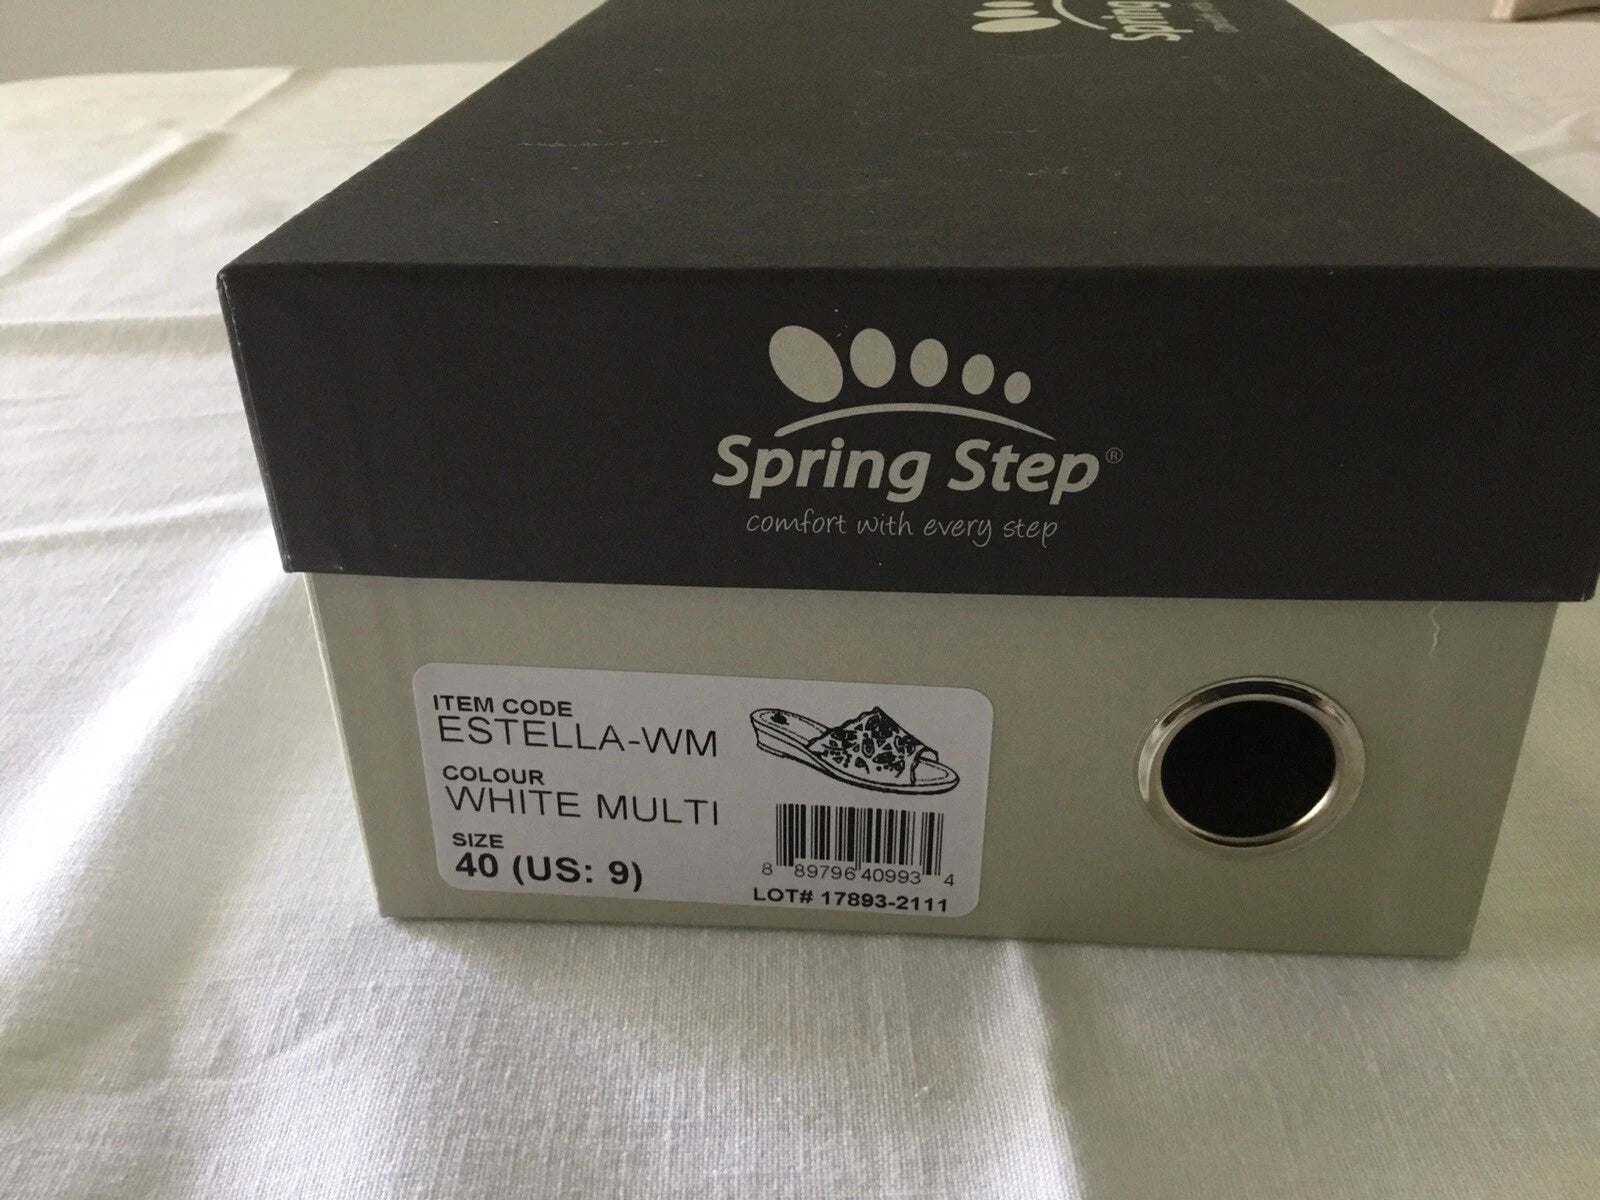 Spring
Spring Step®
comfort with every step
ITEM CODE
ESTELLA-WM
COLOUR
WHITE MULTI
SIZE
40 (US: 9)
8 89796 40993 4
LOT# 17893-2111